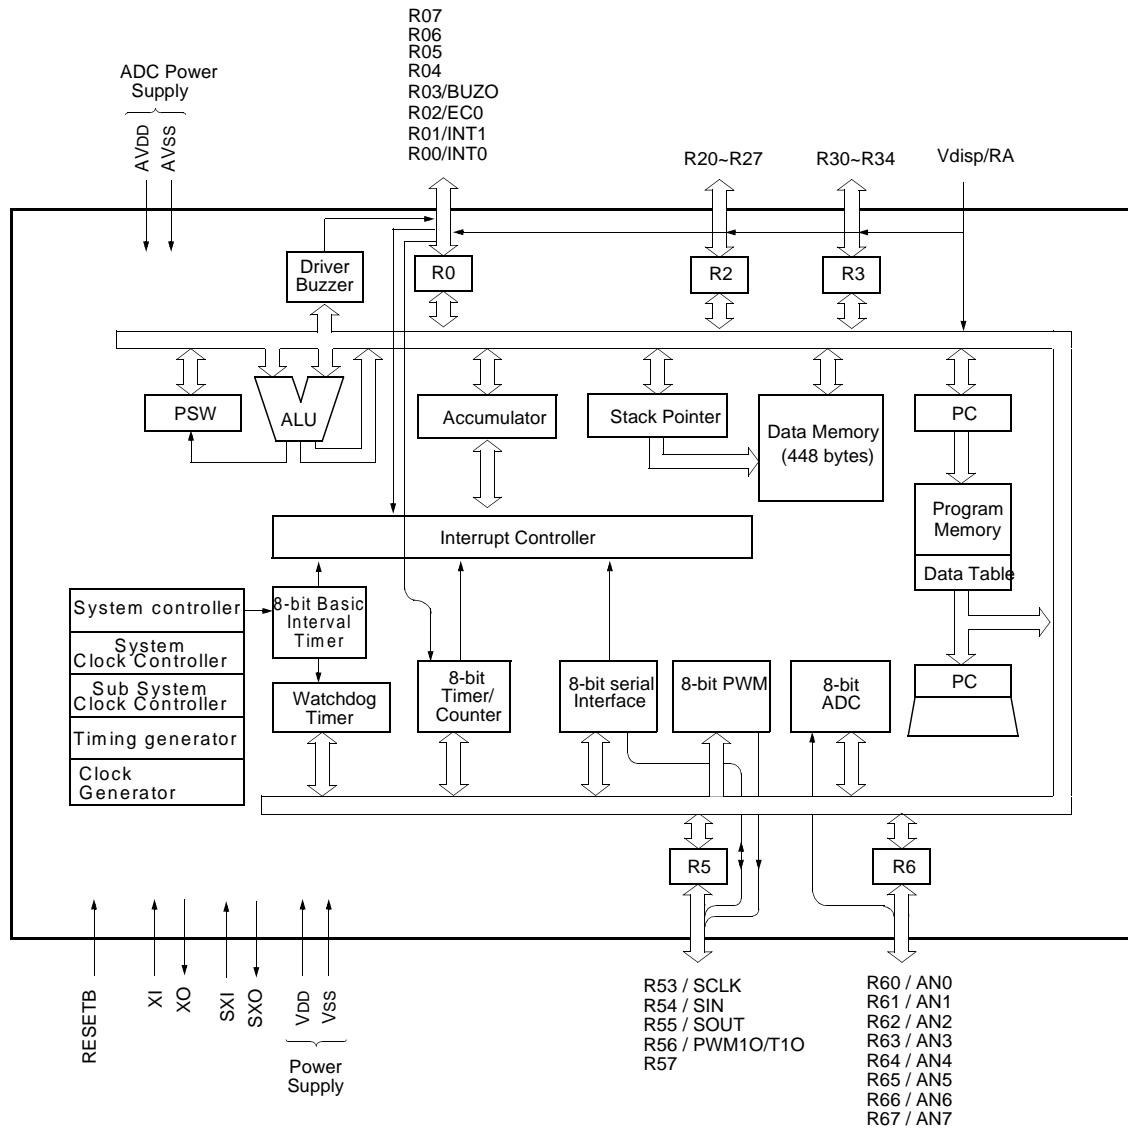 R07
R06
R05
R04
R03/BUZO
R02/EC0
R01/INT1
R00/INT0
ADC Power
Supply
AVDD
AVSS
R20~R27
R30~R34
Vdisp/RA
Driver
Buzzer
R0
R2
R3
PSW
ALU
Accumulator
Stack Pointer
Data Memory
(448 bytes)
PC
Program
Memory
Data Table
Interrupt Controller
System controller
System
Clock Controller
Sub System
Clock Controller
Timing generator
Clock
Generator
8-bit Basic
Interval
Timer
Watchdog
Timer
8-bit
Timer/
Counter
8-bit serial
Interface
8-bit PWM
8-bit
ADC
PC
R5
R6
RESETB
XI
XO
SXI
SXO
VDD
VSS
Power
Supply
R53 / SCLK
R54 / SIN
R55 / SOUT
R56 / PWM1O/T1O
R57
R60 / AN0
R61 / AN1
R62 / AN2
R63 / AN3
R64 / AN4
R65 / AN5
R66 / AN6
R67 / AN7